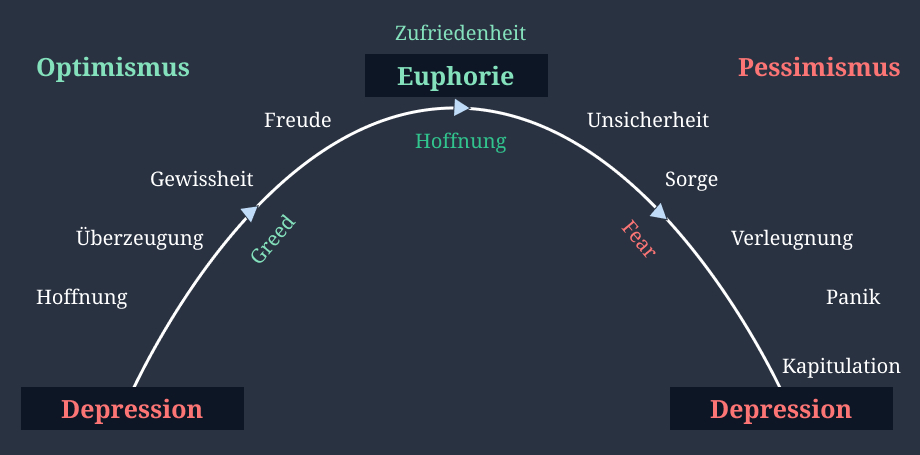 Zufriedenheit
Optimismus
Euphorie
Pessimismus
Freude
Hoffnung
Unsicherheit
Gewissheit
Sorge
Überzeugung
Greed
Fear
Verleugnung
Hoffnung
Panik
Kapitulation
Depression
Depression